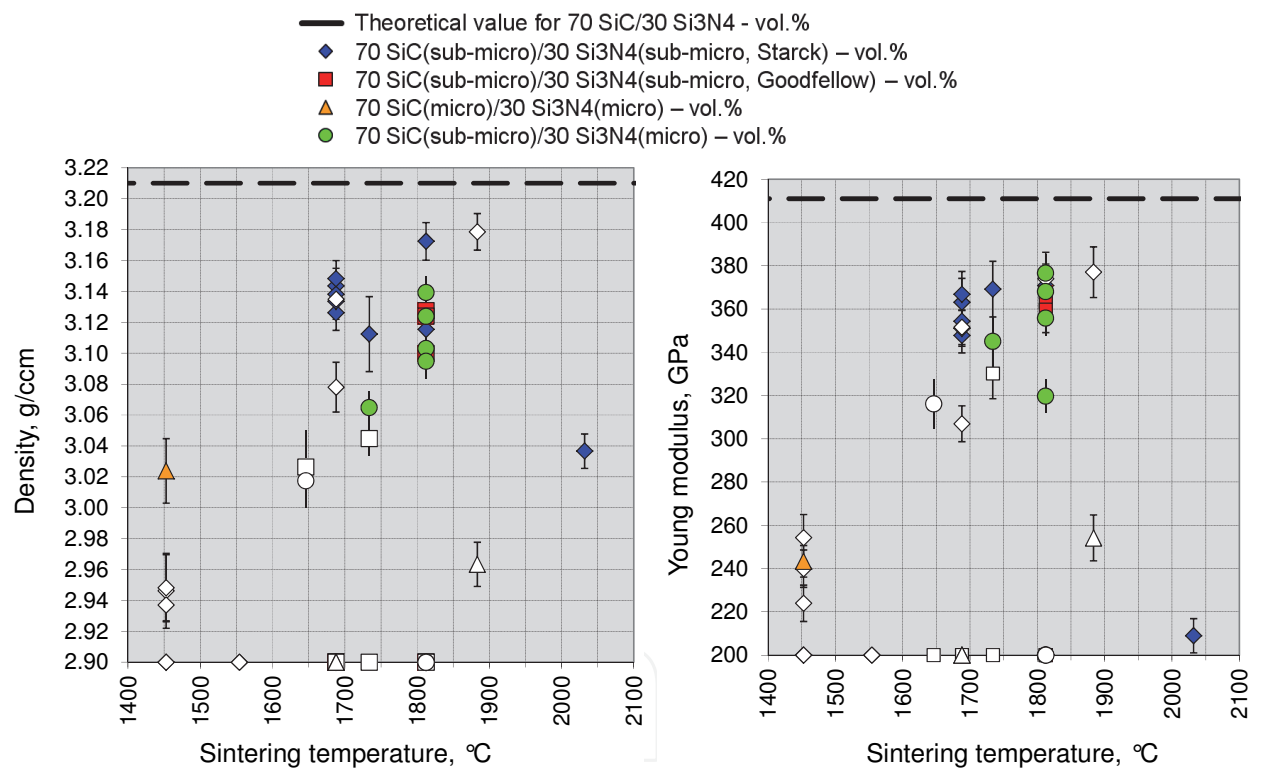 Theoretical value for 70 SiC/30 Si3N4 - vol.%
70 SiC(sub-micro)/30 Si3N4(sub-micro, Starck) – vol.%
70 SiC(sub-micro)/30 Si3N4(sub-micro, Goodfellow) – vol.%
70 SiC(micro)/30 Si3N4(micro) – vol.%
70 SiC(sub-micro)/30 Si3N4(micro) – vol.%
Density, g/ccm
3.22
3.20
3.18
3.16
3.14
3.12
3.10
3.08
3.06
3.04
3.02
3.00
2.98
2.96
2.94
2.92
2.90
1400 1500 1600 1700 1800 1900 2000 2100
Sintering temperature, °C
Young modulus, GPa
420
400
380
360
340
320
300
280
260
240
220
200
1400 1500 1600 1700 1800 1900 2000 2100
Sintering temperature, °C